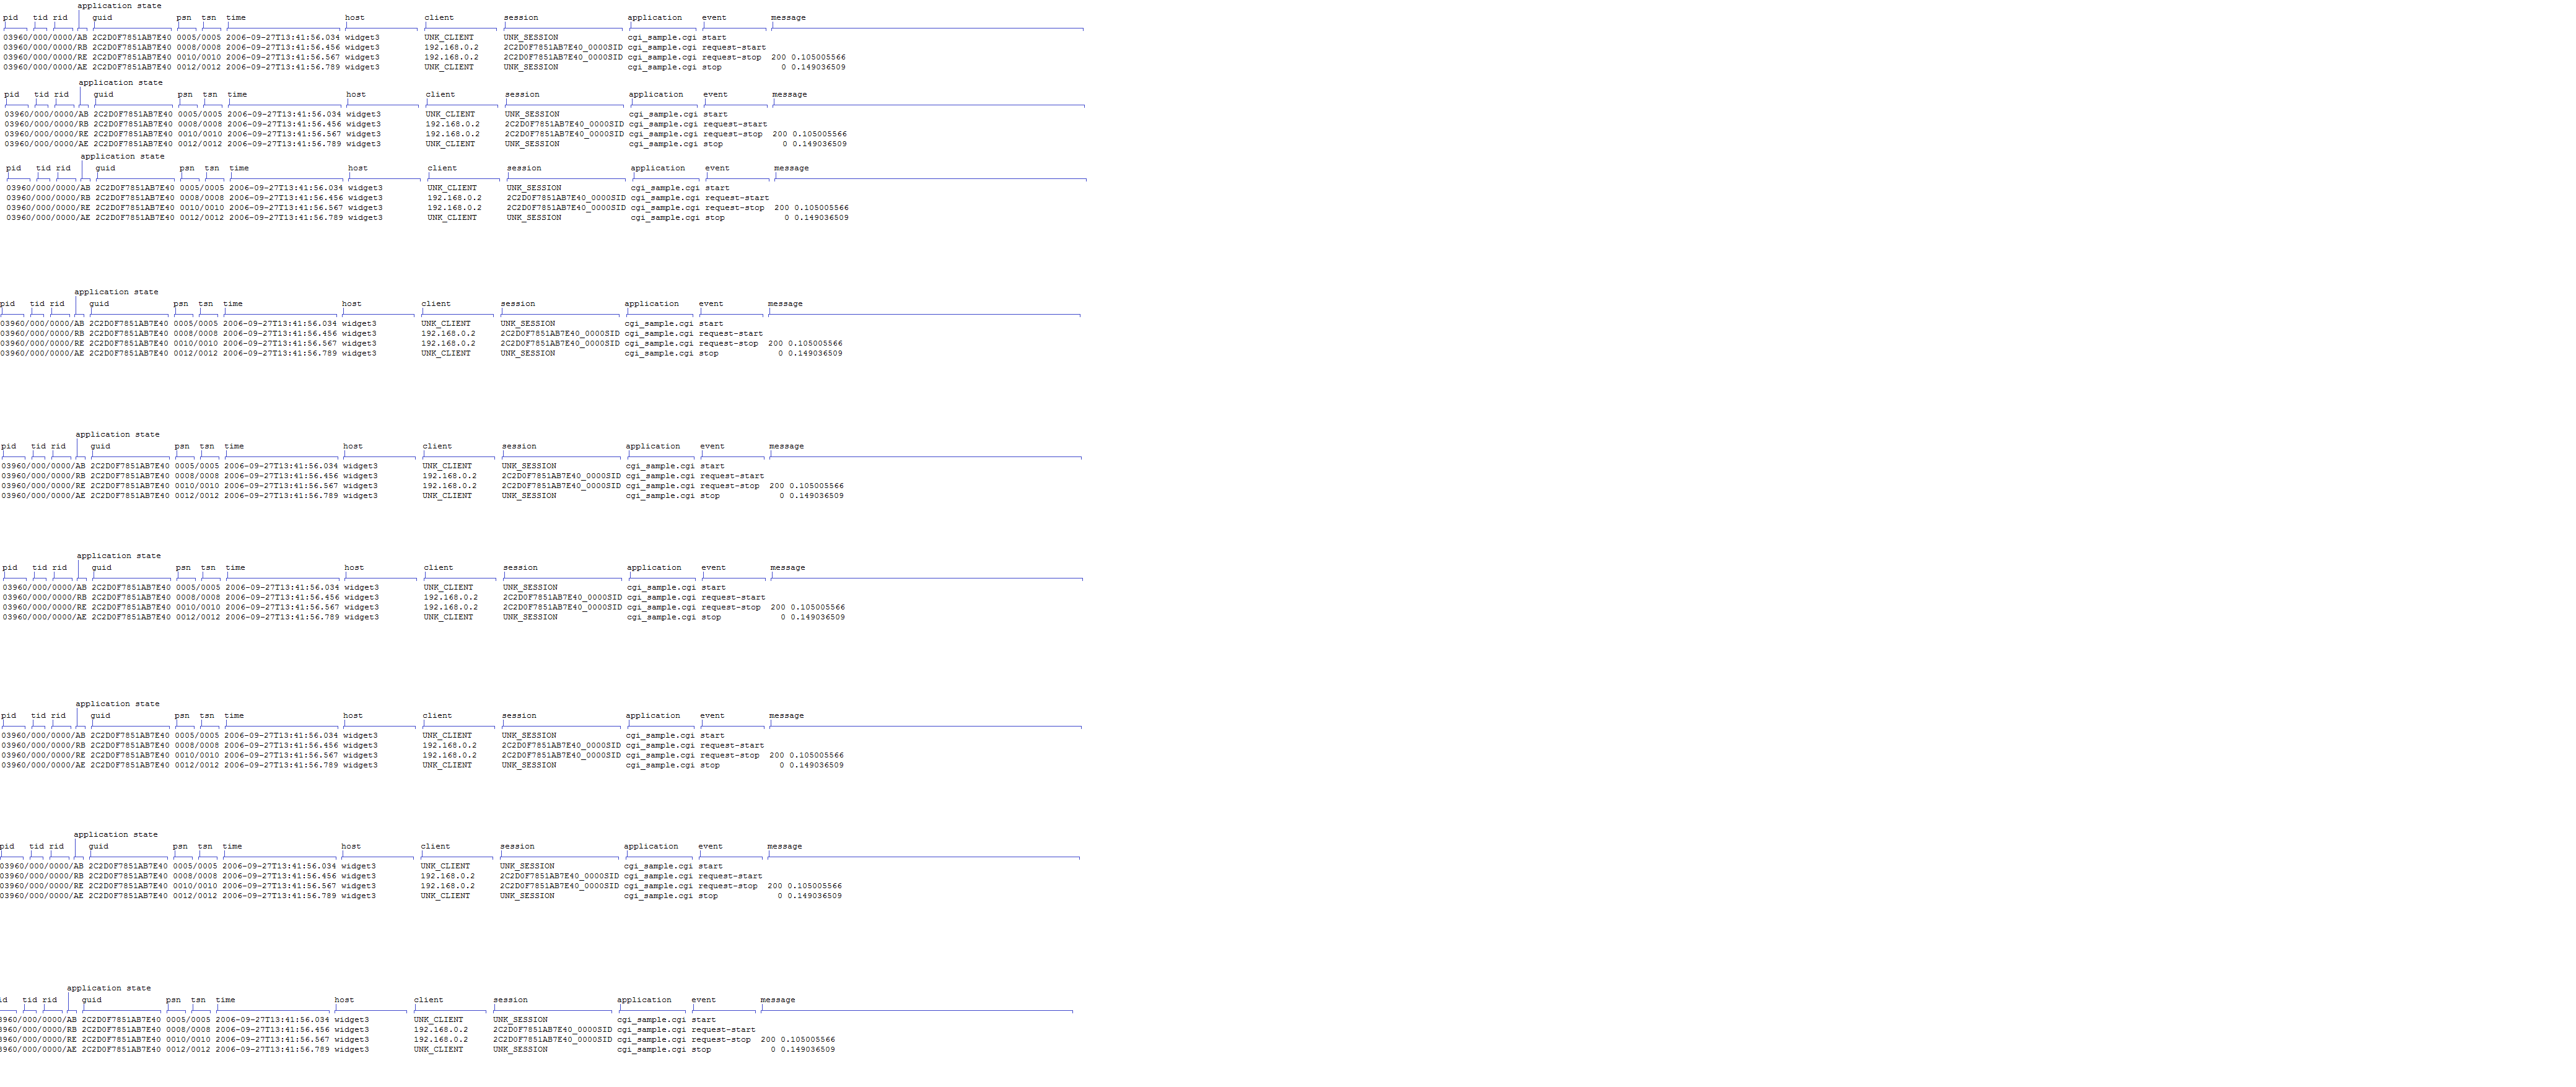 application state
pid tid rid guid psn tsn time host client session application event message
03960/000/0000/AB 2C2D0F7851AB7E40 0005/0005 2006-09-27T13:41:56.034 widget3 UNK_CLIENT UNK_SESSION cgi_sample.cgi start
03960/000/0000/RB 2C2D0F7851AB7E40 0008/0008 2006-09-27T13:41:56.456 widget3 192.168.0.2 2C2D0F7851AB7E40_0000SID cgi_sample.cgi request-start
03960/000/0000/RE 2C2D0F7851AB7E40 0010/0010 2006-09-27T13:41:56.567 widget3 192.168.0.2 2C2D0F7851AB7E40_0000SID cgi_sample.cgi request-stop 200 0.105005566
03960/000/0000/AE 2C2D0F7851AB7E40 0012/0012 2006-09-27T13:41:56.789 widget3 UNK_CLIENT UNK_SESSION cgi_sample.cgi stop 0 0.149036509
application state
pid tid rid guid psn tsn time host client session application event message
03960/000/0000/AB 2C2D0F7851AB7E40 0005/0005 2006-09-27T13:41:56.034 widget3 UNK_CLIENT UNK_SESSION cgi_sample.cgi start
03960/000/0000/RB 2C2D0F7851AB7E40 0008/0008 2006-09-27T13:41:56.456 widget3 192.168.0.2 2C2D0F7851AB7E40_0000SID cgi_sample.cgi request-start
03960/000/0000/RE 2C2D0F7851AB7E40 0010/0010 2006-09-27T13:41:56.567 widget3 192.168.0.2 2C2D0F7851AB7E40_0000SID cgi_sample.cgi request-stop 200 0.105005566
03960/000/0000/AE 2C2D0F7851AB7E40 0012/0012 2006-09-27T13:41:56.789 widget3 UNK_CLIENT UNK_SESSION cgi_sample.cgi stop 0 0.149036509
application state
pid tid rid guid psn tsn time host client session application event message
03960/000/0000/AB 2C2D0F7851AB7E40 0005/0005 2006-09-27T13:41:56.034 widget3 UNK_CLIENT UNK_SESSION cgi_sample.cgi start
03960/000/0000/RB 2C2D0F7851AB7E40 0008/0008 2006-09-27T13:41:56.456 widget3 192.168.0.2 2C2D0F7851AB7E40_0000SID cgi_sample.cgi request-start
03960/000/0000/RE 2C2D0F7851AB7E40 0010/0010 2006-09-27T13:41:56.567 widget3 192.168.0.2 2C2D0F7851AB7E40_0000SID cgi_sample.cgi request-stop 200 0.105005566
03960/000/0000/AE 2C2D0F7851AB7E40 0012/0012 2006-09-27T13:41:56.789 widget3 UNK_CLIENT UNK_SESSION cgi_sample.cgi stop 0 0.149036509
application state
pid tid rid guid psn tsn time host client session application event message
03960/000/0000/AB 2C2D0F7851AB7E40 0005/0005 2006-09-27T13:41:56.034 widget3 UNK_CLIENT UNK_SESSION cgi_sample.cgi start
03960/000/0000/RB 2C2D0F7851AB7E40 0008/0008 2006-09-27T13:41:56.456 widget3 192.168.0.2 2C2D0F7851AB7E40_0000SID cgi_sample.cgi request-start
03960/000/0000/RE 2C2D0F7851AB7E40 0010/0010 2006-09-27T13:41:56.567 widget3 192.168.0.2 2C2D0F7851AB7E40_0000SID cgi_sample.cgi request-stop 200 0.105005566
03960/000/0000/AE 2C2D0F7851AB7E40 0012/0012 2006-09-27T13:41:56.789 widget3 UNK_CLIENT UNK_SESSION cgi_sample.cgi stop 0 0.149036509
application state
pid tid rid guid psn tsn time host client session application event message
03960/000/0000/AB 2C2D0F7851AB7E40 0005/0005 2006-09-27T13:41:56.034 widget3 UNK_CLIENT UNK_SESSION cgi_sample.cgi start
03960/000/0000/RB 2C2D0F7851AB7E40 0008/0008 2006-09-27T13:41:56.456 widget3 192.168.0.2 2C2D0F7851AB7E40_0000SID cgi_sample.cgi request-start
03960/000/0000/RE 2C2D0F7851AB7E40 0010/0010 2006-09-27T13:41:56.567 widget3 192.168.0.2 2C2D0F7851AB7E40_0000SID cgi_sample.cgi request-stop 200 0.105005566
03960/000/0000/AE 2C2D0F7851AB7E40 0012/0012 2006-09-27T13:41:56.789 widget3 UNK_CLIENT UNK_SESSION cgi_sample.cgi stop 0 0.149036509
application state
pid tid rid guid psn tsn time host client session application event message
03960/000/0000/AB 2C2D0F7851AB7E40 0005/0005 2006-09-27T13:41:56.034 widget3 UNK_CLIENT UNK_SESSION cgi_sample.cgi start
03960/000/0000/RB 2C2D0F7851AB7E40 0008/0008 2006-09-27T13:41:56.456 widget3 192.168.0.2 2C2D0F7851AB7E40_0000SID cgi_sample.cgi request-start
03960/000/0000/RE 2C2D0F7851AB7E40 0010/0010 2006-09-27T13:41:56.567 widget3 192.168.0.2 2C2D0F7851AB7E40_0000SID cgi_sample.cgi request-stop 200 0.105005566
03960/000/0000/AE 2C2D0F7851AB7E40 0012/0012 2006-09-27T13:41:56.789 widget3 UNK_CLIENT UNK_SESSION cgi_sample.cgi stop 0 0.149036509
application state
pid tid rid guid psn tsn time host client session application event message
03960/000/0000/AB 2C2D0F7851AB7E40 0005/0005 2006-09-27T13:41:56.034 widget3 UNK_CLIENT UNK_SESSION cgi_sample.cgi start
03960/000/0000/RB 2C2D0F7851AB7E40 0008/0008 2006-09-27T13:41:56.456 widget3 192.168.0.2 2C2D0F7851AB7E40_0000SID cgi_sample.cgi request-start
03960/000/0000/RE 2C2D0F7851AB7E40 0010/0010 2006-09-27T13:41:56.567 widget3 192.168.0.2 2C2D0F7851AB7E40_0000SID cgi_sample.cgi request-stop 200 0.105005566
03960/000/0000/AE 2C2D0F7851AB7E40 0012/0012 2006-09-27T13:41:56.789 widget3 UNK_CLIENT UNK_SESSION cgi_sample.cgi stop 0 0.149036509
application state
pid tid rid guid psn tsn time host client session application event message
03960/000/0000/AB 2C2D0F7851AB7E40 0005/0005 2006-09-27T13:41:56.034 widget3 UNK_CLIENT UNK_SESSION cgi_sample.cgi start
03960/000/0000/RB 2C2D0F7851AB7E40 0008/0008 2006-09-27T13:41:56.456 widget3 192.168.0.2 2C2D0F7851AB7E40_0000SID cgi_sample.cgi request-start
03960/000/0000/RE 2C2D0F7851AB7E40 0010/0010 2006-09-27T13:41:56.567 widget3 192.168.0.2 2C2D0F7851AB7E40_0000SID cgi_sample.cgi request-stop 200 0.105005566
03960/000/0000/AE 2C2D0F7851AB7E40 0012/0012 2006-09-27T13:41:56.789 widget3 UNK_CLIENT UNK_SESSION cgi_sample.cgi stop 0 0.149036509
application state
id tid rid guid psn tsn time host client session application event message
3960/000/0000/AB 2C2D0F7851AB7E40 0005/0005 2006-09-27T13:41:56.034 widget3 UNK_CLIENT UNK_SESSION cgi_sample.cgi start
3960/000/0000/RB 2C2D0F7851AB7E40 0008/0008 2006-09-27T13:41:56.456 widget3 192.168.0.2 2C2D0F7851AB7E40_0000SID cgi_sample.cgi request-start
3960/000/0000/RE 2C2D0F7851AB7E40 0010/0010 2006-09-27T13:41:56.567 widget3 192.168.0.2 2C2D0F7851AB7E40_0000SID cgi_sample.cgi request-stop 200 0.105005566
3960/000/0000/AE 2C2D0F7851AB7E40 0012/0012 2006-09-27T13:41:56.789 widget3 UNK_CLIENT UNK_SESSION cgi_sample.cgi stop 0 0.149036509